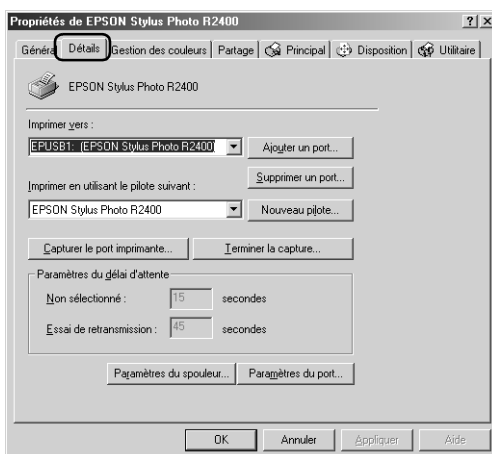 Propriétés de EPSON Stylus Photo R2400
Général Détails Gestion des couleurs Partage Principal Disposition Utilitaire
EPSON Stylus Photo R2400
Imprimer vers :
EPUSB1: (EPSON Stylus Photo R2400) Ajouter un port...
Supprimer un port...
Imprimer en utilisant le pilote suivant :
EPSON Stylus Photo R2400 Nouveau pilote...
Capturer le port imprimante... Terminer la capture...
Paramètres du délai d'attente
Non sélectionné : 15 secondes
Essai de retransmission : 45 secondes
Paramètres du spouleur... Paramètres du port...
OK Annuler Appliquer Aide